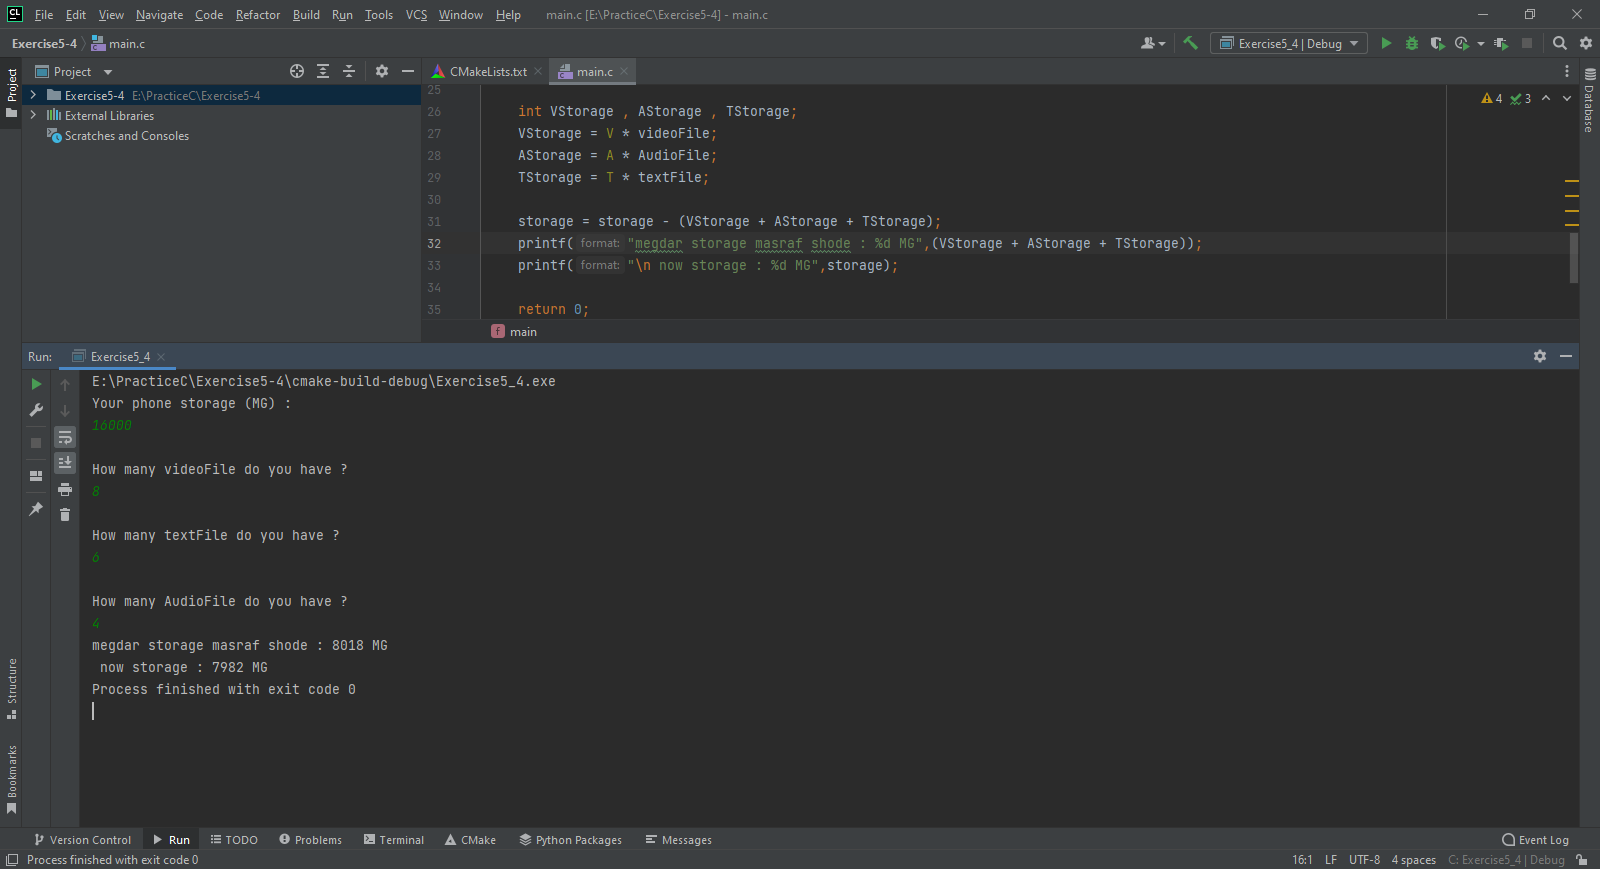 CL File Edit View Navigate Code Refactor Build Run Tools VCS Window Help main.c [E:\PracticeC\Exercise5-4] - main.c
Exercise5-4 main.c Exercise5_4 | Debug
Project Project CMakeLists.txt main.c Database
Exercise5-4 E:\PracticeC\Exercise5-4
External Libraries
Scratches and Consoles
4 3
25
26 int VStorage , AStorage , TStorage;
27 VStorage = V * videoFile;
28 AStorage = A * AudioFile;
29 TStorage = T * textFile;
30
31 storage = storage - (VStorage + AStorage + TStorage);
32 printf( format: "megdar storage masraf shode : %d MG",(VStorage + AStorage + TStorage));
33 printf( format: "\n now storage : %d MG",storage);
34
35 return 0;
f main
Run: Exercise5_4
E:\PracticeC\Exercise5-4\cmake-build-debug\Exercise5_4.exe
Your phone storage (MG) :
16000
How many videoFile do you have ?
8
How many textFile do you have ?
6
How many AudioFile do you have ?
4
megdar storage masraf shode : 8018 MG
now storage : 7982 MG
Process finished with exit code 0
Structure
Bookmarks
Version Control Run TODO Problems Terminal CMake Python Packages Messages Event Log
Process finished with exit code 0 16:1 LF UTF-8 4 spaces C: Exercise5_4 | Debug